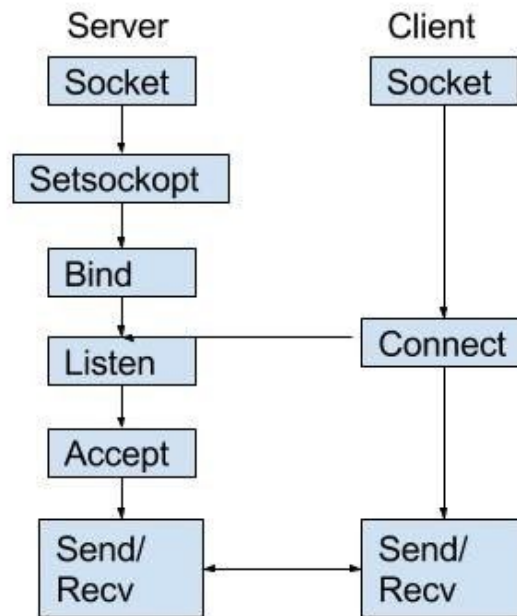 Server
Client
Socket
Socket
Setsockopt
Bind
Listen
Connect
Accept
Send/
Recv
Send/
Recv